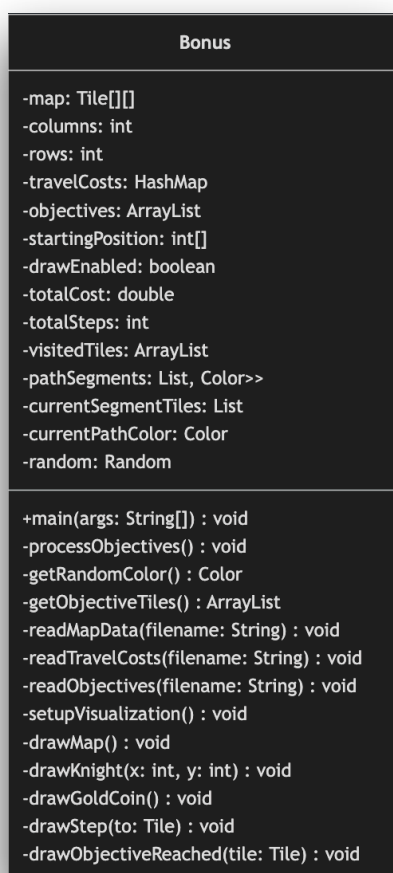 Bonus
-map: Tile[][]
-columns: int
-rows: int
-travelCosts: HashMap
-objectives: ArrayList
-startingPosition: int[]
-drawEnabled: boolean
-totalCost: double
-totalSteps: int
-visitedTiles: ArrayList
-pathSegments: List, Color>>
-currentSegmentTiles: List
-currentPathColor: Color
-random: Random
+main(args: String[]) : void
-processObjectives() : void
-getRandomColor() : Color
-getObjectiveTiles() : ArrayList
-readMapData(filename: String) : void
-readTravelCosts(filename: String) : void
-readObjectives(filename: String) : void
-setupVisualization() : void
-drawMap() : void
-drawKnight(x: int, y: int) : void
-drawGoldCoin() : void
-drawStep(to: Tile) : void
-drawObjectiveReached(tile: Tile) : void